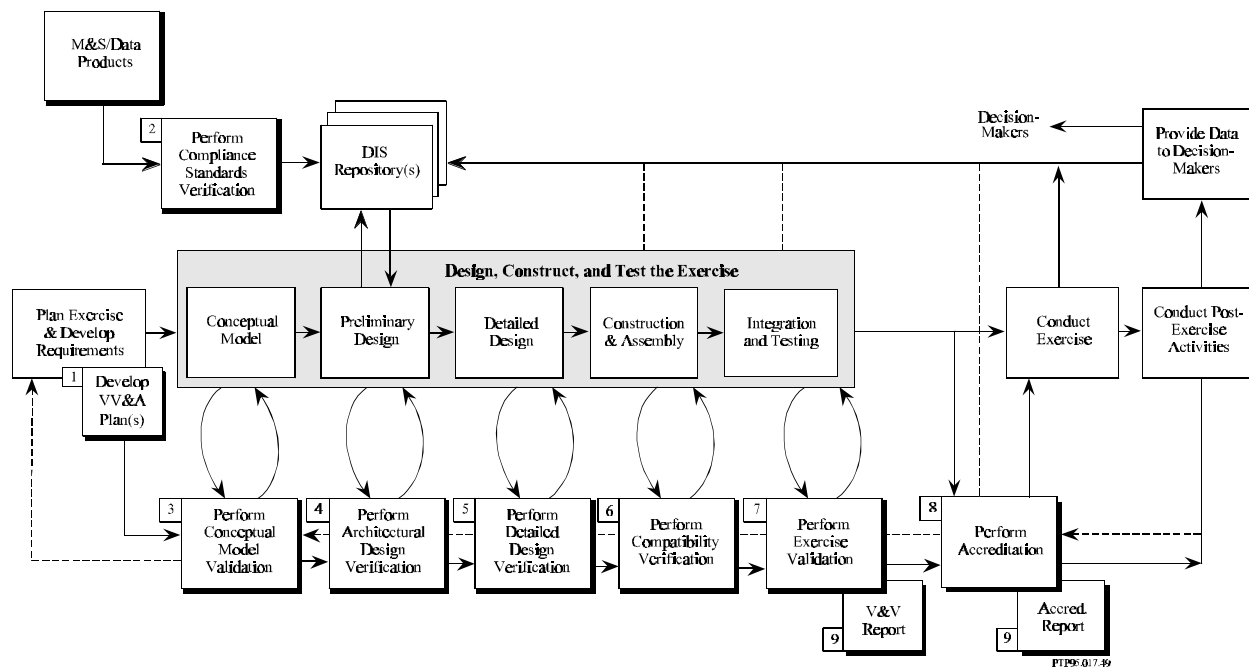 M&S/Data
Products
2
Perform
Compliance
Standards
Verification
DIS
Repository(s)
Decision-
Makers
Provide Data
to Decision-
Makers
Design, Construct, and Test the Exercise
Plan Exercise
& Develop
Requirements
Conceptual
Model
Preliminary
Design
Detailed
Design
Construction
& Assembly
Integration
and Testing
Conduct
Exercise
Conduct Post-
Exercise
Activities
1
Develop
VV&A
Plan(s)
3
Perform
Conceptual
Model
Validation
4
Perform
Architectural
Design
Verification
5
Perform
Detailed
Design
Verification
6
Perform
Compatibility
Verification
7
Perform
Exercise
Validation
8
Perform
Accreditation
9
V&V
Report
9
Accred.
Report